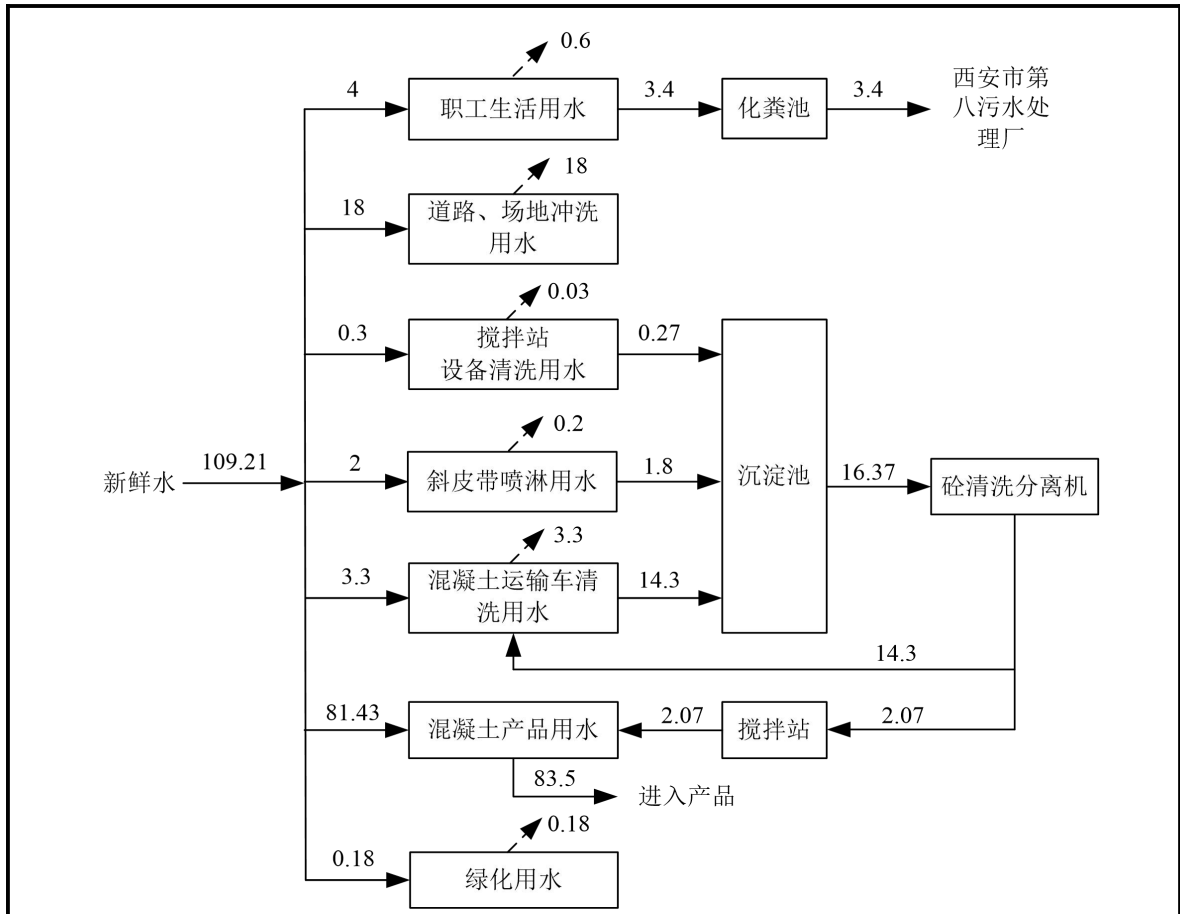 0.6
4
职工生活用水
3.4
化粪池
3.4
西安市第
八污水处
理厂
18
18
道路、场地冲洗
用水
0.03
0.3
搅拌站
设备清洗用水
0.27
0.2
新鲜水
109.21
2
斜皮带喷淋用水
1.8
沉淀池
16.37
砼清洗分离机
3.3
3.3
混凝土运输车清
洗用水
14.3
14.3
81.43
混凝土产品用水
2.07
搅拌站
2.07
83.5
进入产品
0.18
0.18
绿化用水